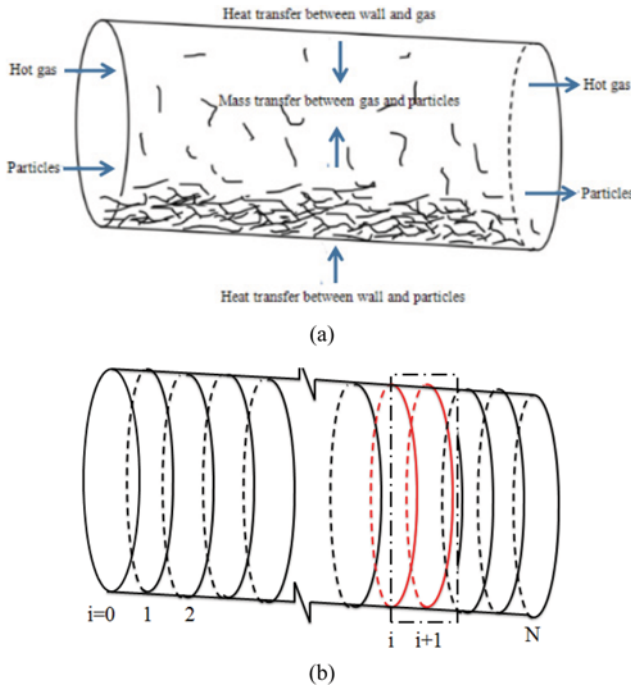 Heat transfer between wall and gas
Hot gas
Hot gas
Mass transfer between gas and particles
Particles
Particles
Heat transfer between wall and particles
(a)
i=0 1 2 i i+1 N
(b)